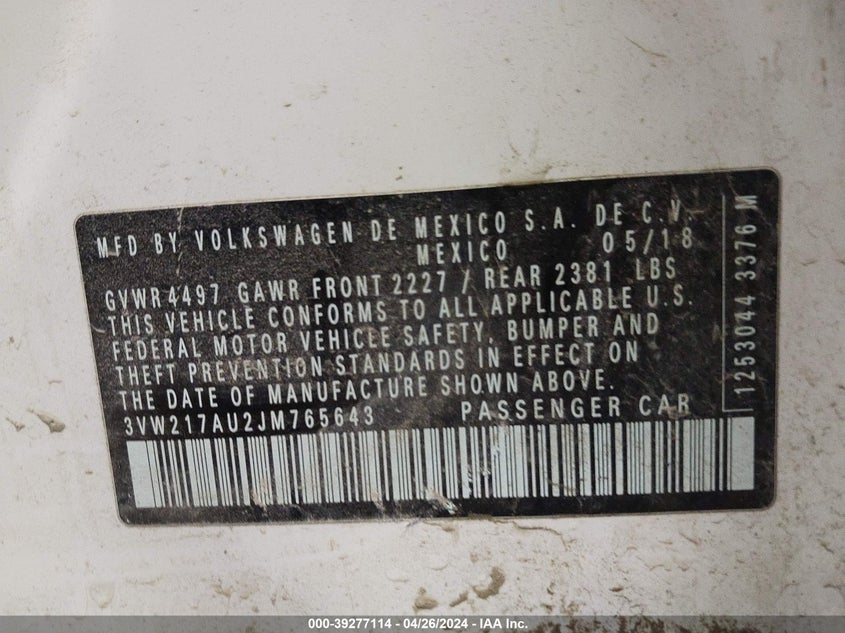 MFD BY VOLKSWAGEN DE MEXICO S.A. DE C.V.
MEXICO 05/18
GVWR 4497 GAWR FRONT 2227 / REAR 2381 LBS
THIS VEHICLE CONFORMS TO ALL APPLICABLE U.S.
FEDERAL MOTOR VEHICLE SAFETY, BUMPER AND
THEFT PREVENTION STANDARDS IN EFFECT ON
THE DATE OF MANUFACTURE SHOWN ABOVE.
3VW217AU2JM765643 PASSENGER CAR
1253044 3376 M
000-39277114 - 04/26/2024 - IAA Inc.